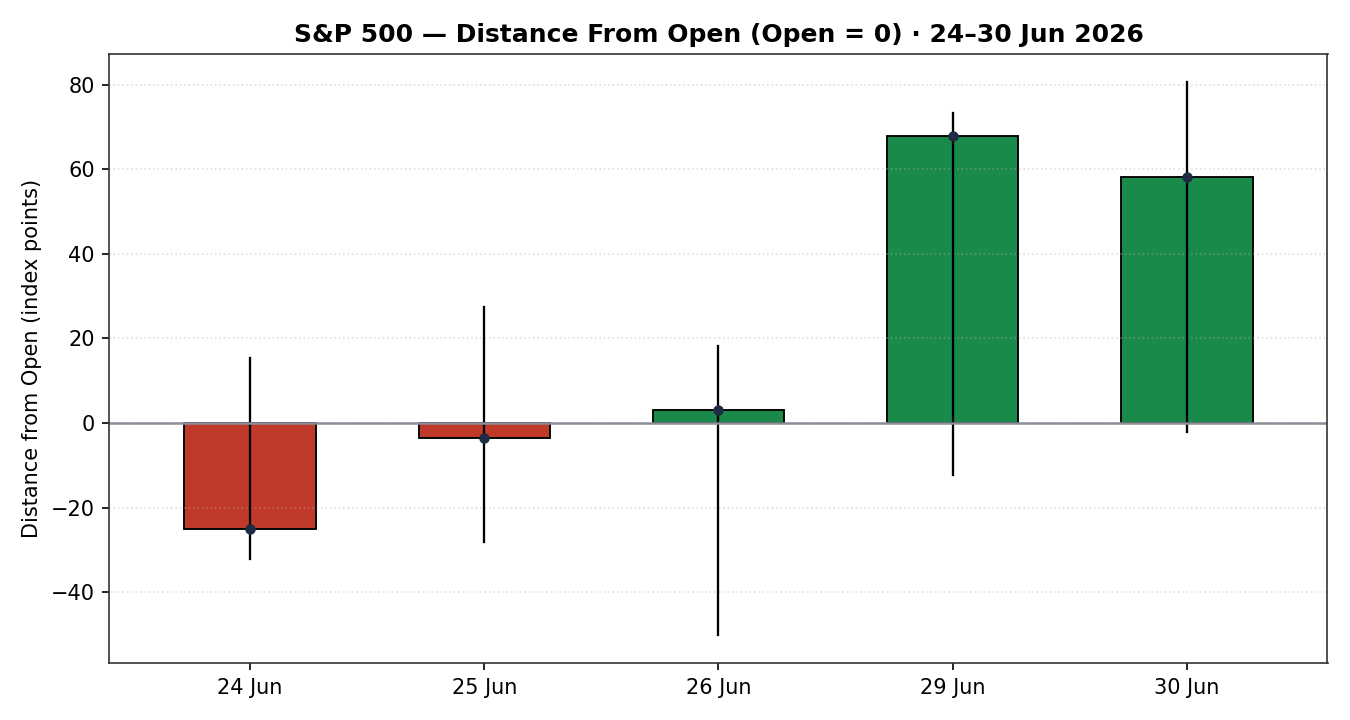 S&P 500 — Distance From Open (Open = 0) · 24–30 Jun 2026
Distance from Open (index points)
80
60
40
20
0
−20
−40
24 Jun
25 Jun
26 Jun
29 Jun
30 Jun